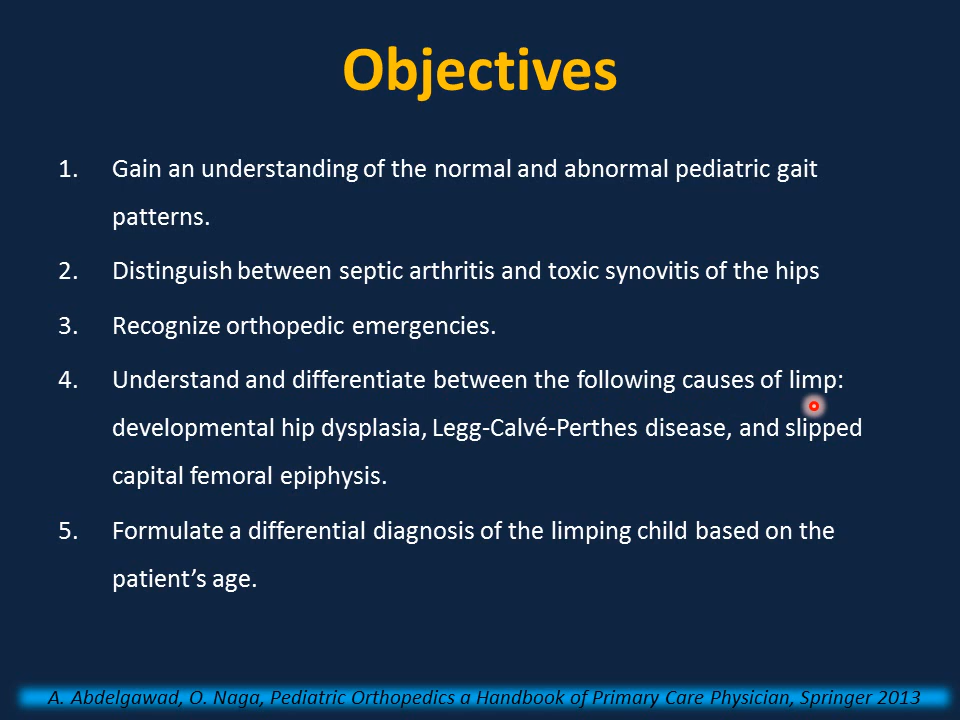 Objectives
1. Gain an understanding of the normal and abnormal pediatric gait
patterns.
2. Distinguish between septic arthritis and toxic synovitis of the hips
3. Recognize orthopedic emergencies.
4. Understand and differentiate between the following causes of limp:
developmental hip dysplasia, Legg-Calvé-Perthes disease, and slipped
capital femoral epiphysis.
5. Formulate a differential diagnosis of the limping child based on the
patient’s age.
A. Abdelgawad, O. Naga, Pediatric Orthopedics a Handbook of Primary Care Physician, Springer 2013